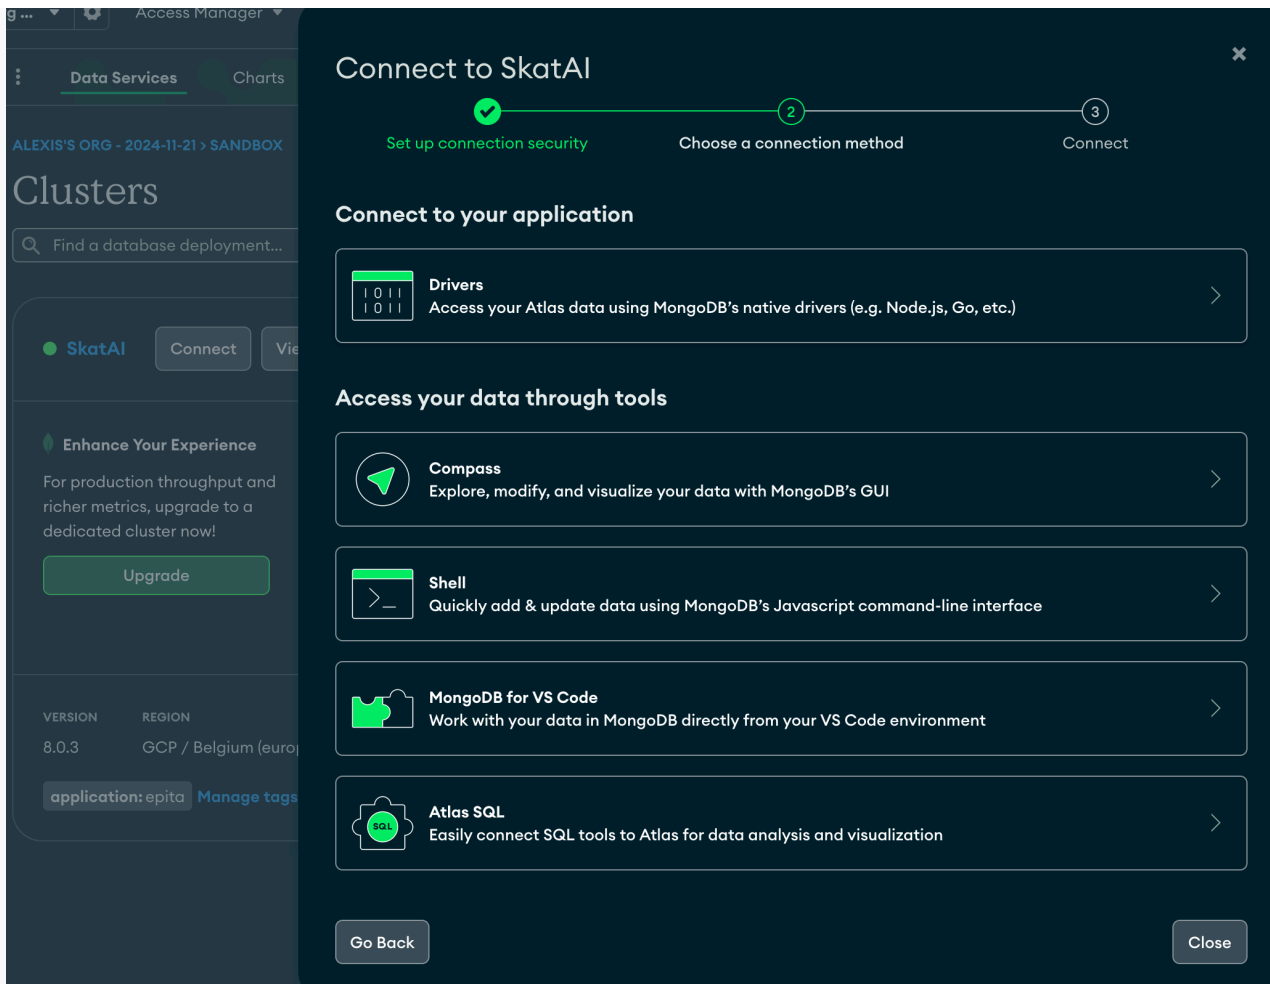 g ...
Access Manager
Data Services
Charts
ALEXIS'S ORG - 2024-11-21 > SANDBOX
Clusters
Find a database deployment...
SkatAI
Connect
Enhance Your Experience
For production throughput and
richer metrics, upgrade to a
dedicated cluster now!
Upgrade
VERSION
REGION
8.0.3
GCP / Belgium
application: epita
Manage tags
Connect to SkatAI
2
3
Set up connection security
Choose a connection method
Connect
Connect to your application
1011
1011
Drivers
Access your Atlas data using MongoDB's native drivers (e.g. Node.js, Go, etc.)
Access your data through tools
Compass
Explore, modify, and visualize your data with MongoDB's GUI
Shell
Quickly add & update data using MongoDB's Javascript command-line interface
MongoDB for VS Code
Work with your data in MongoDB directly from your VS Code environment
SQL
Atlas SQL
Easily connect SQL tools to Atlas for data analysis and visualization
Go Back
Close